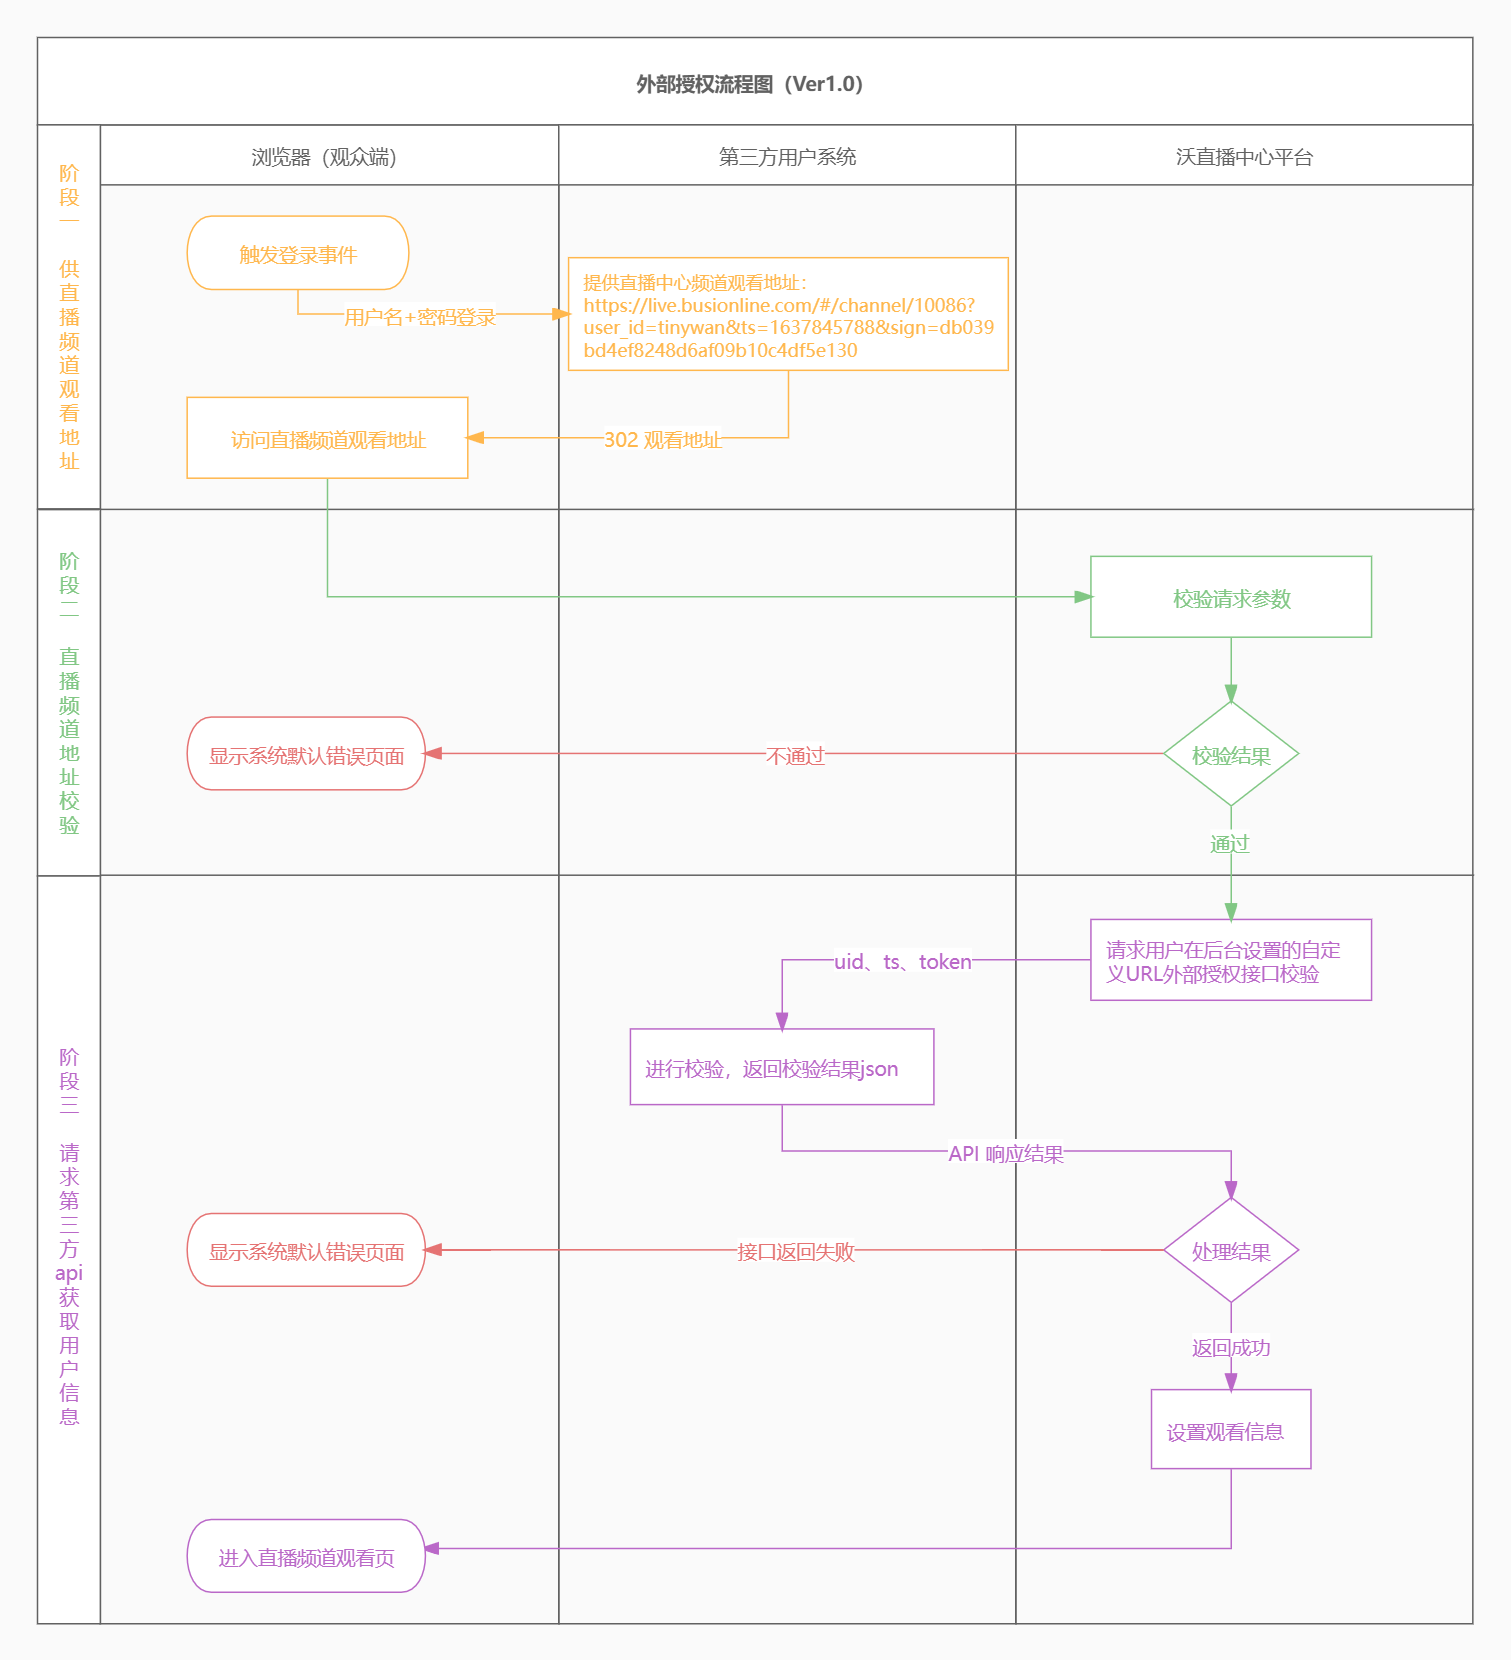 外部授权流程图（Ver1.0）
浏览器（观众端）
第三方用户系统
沃直播中心平台
阶段一 供直播频道观看地址
触发登录事件
用户名+密码登录
提供直播中心频道观看地址：
https://live.busionline.com/#/channel/10086?
user_id=tinywan&ts=1637845788&sign=db039
bd4ef8248d6af09b10c4df5e130
302 观看地址
访问直播频道观看地址
阶段二 直播频道地址校验
校验请求参数
校验结果
不通过
显示系统默认错误页面
通过
阶段三 请求第三方api获取用户信息
请求用户在后台设置的自定
义URL外部授权接口校验
uid、ts、token
进行校验，返回校验结果json
API 响应结果
处理结果
接口返回失败
显示系统默认错误页面
返回成功
设置观看信息
进入直播频道观看页